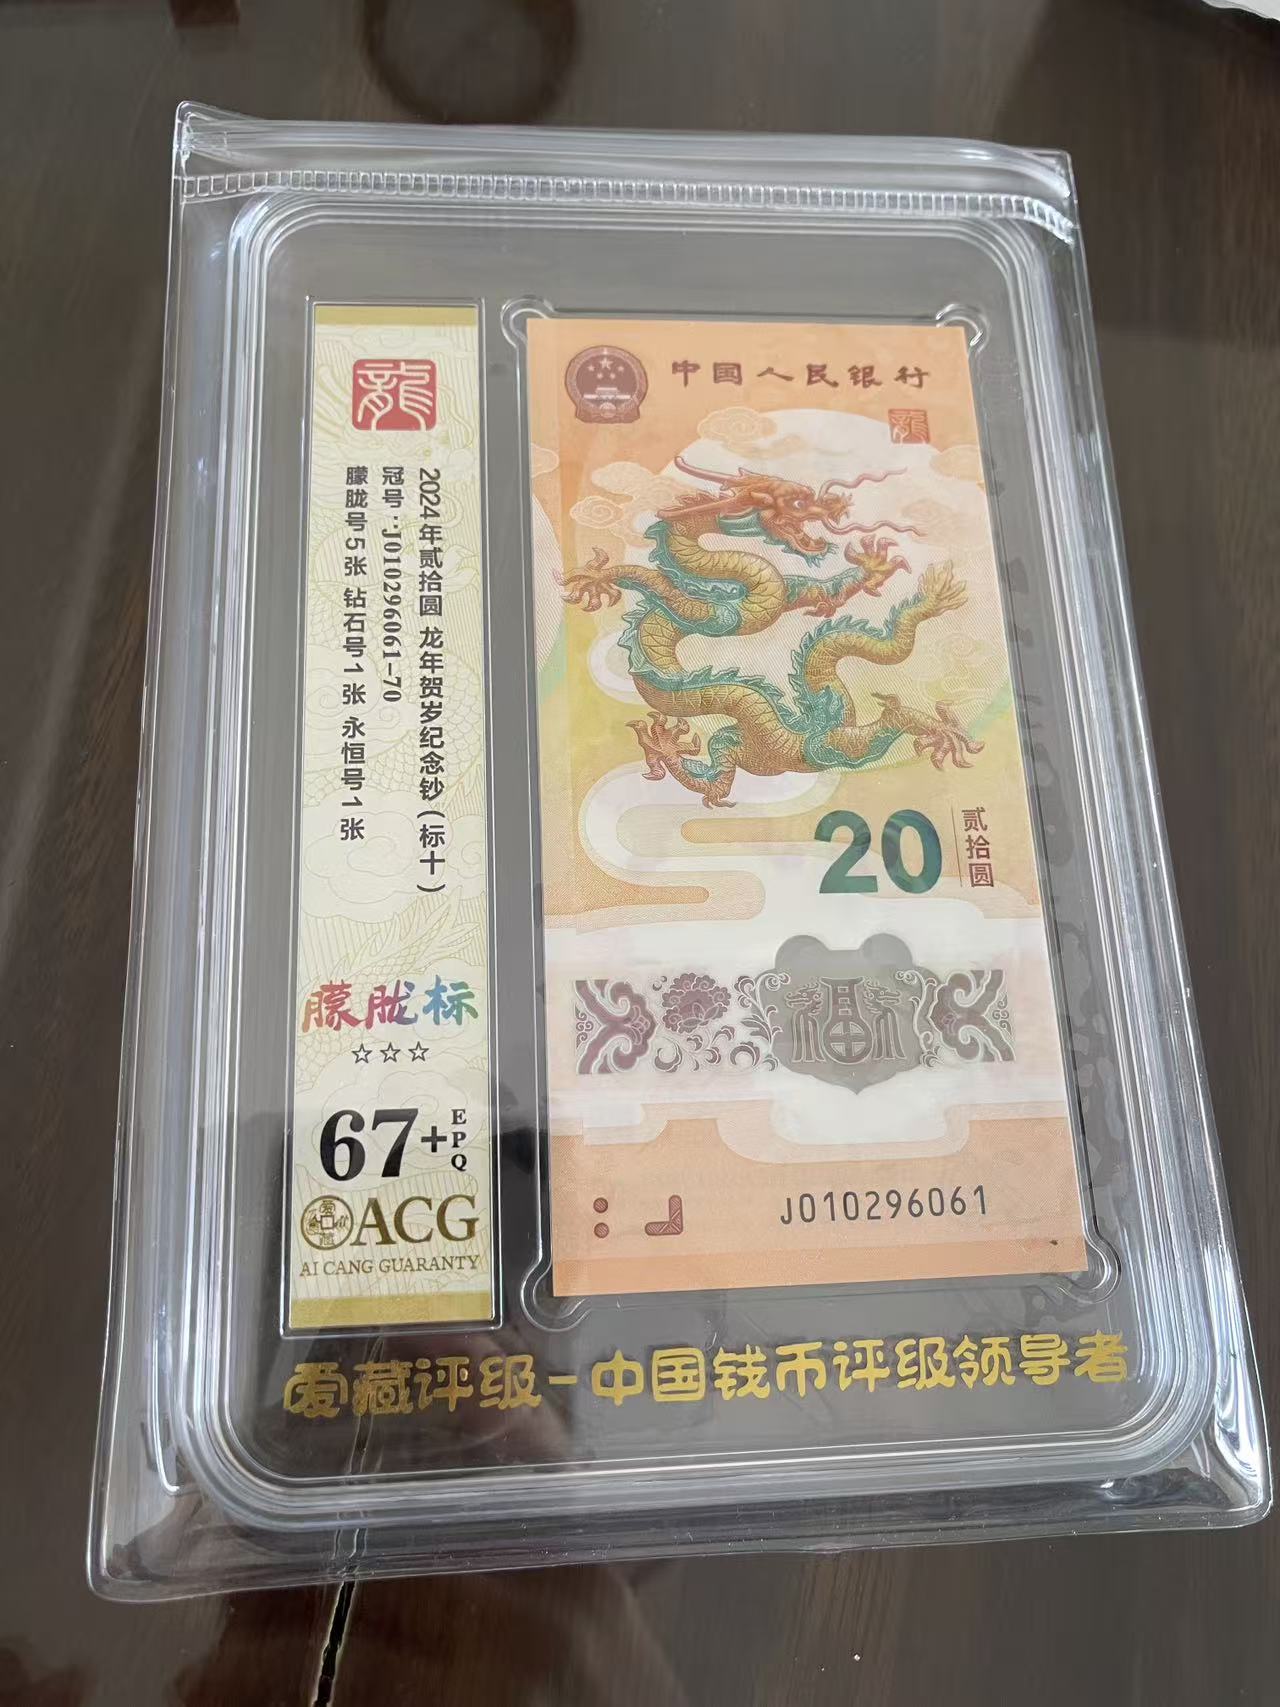 龍
2024年贰拾圆 龙年贺岁纪念钞(标十)
冠号:J010296061-70
朦胧号5张 钻石号1张 永恒号1张
朦胧标
☆☆☆
67+
EPQ
ACG
AI CANG GUARANTY
中国人民银行
龍
20
贰拾圆
福
J010296061
爱藏评级-中国钱币评级领导者